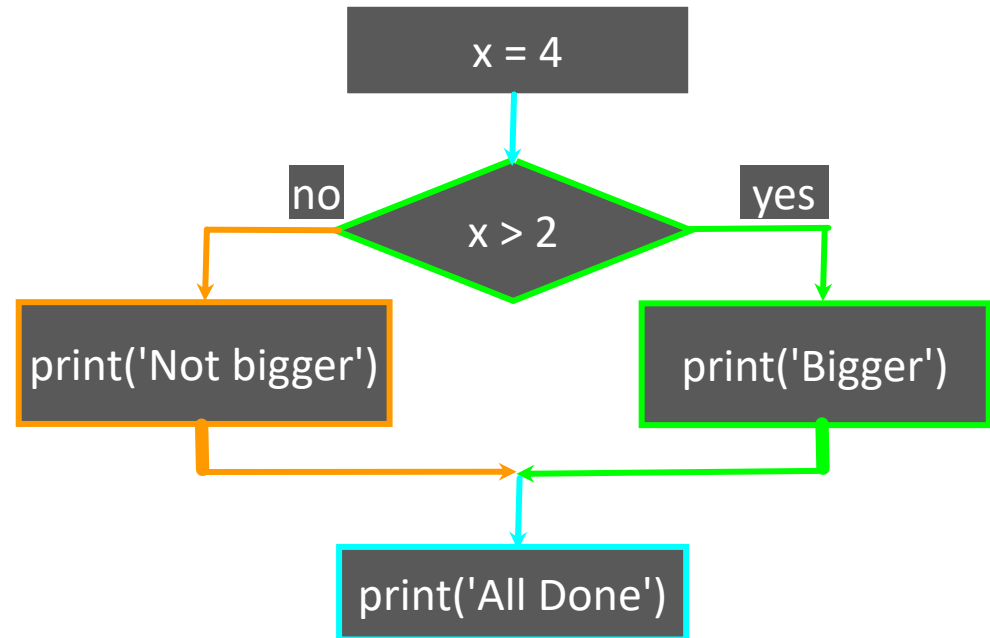 x = 4
no
yes
x > 2
print('Not bigger')
print('Bigger')
print('All Done')